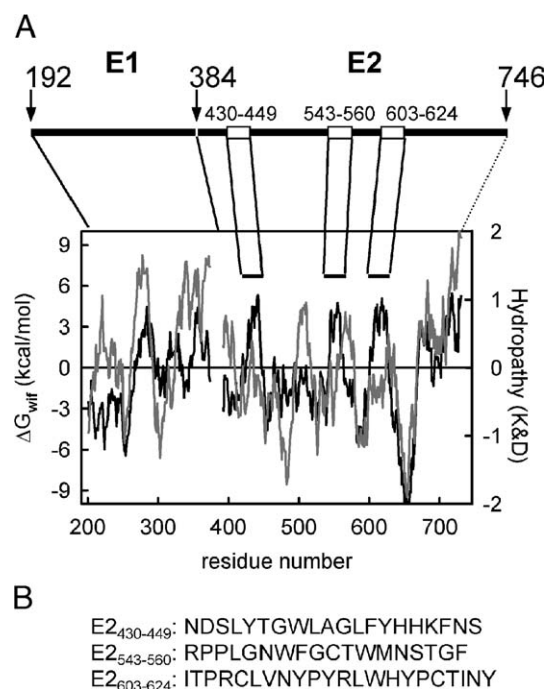 A
E1 E2
192 384 746
430-449 543-560 603-624
9 2
6
3 1
0 0
-3
-6 -1
-9 -2
200 300 400 500 600 700
residue number
ΔGwif (kcal/mol)
Hydropathy (K&D)
B
E2430-449: NDSLYTGWLAGLFYHHKFNS
E2543-560: RPPLGNWFGCTWMNSTGF
E2603-624: ITPRCLVNYPYRLWHYPCTINY